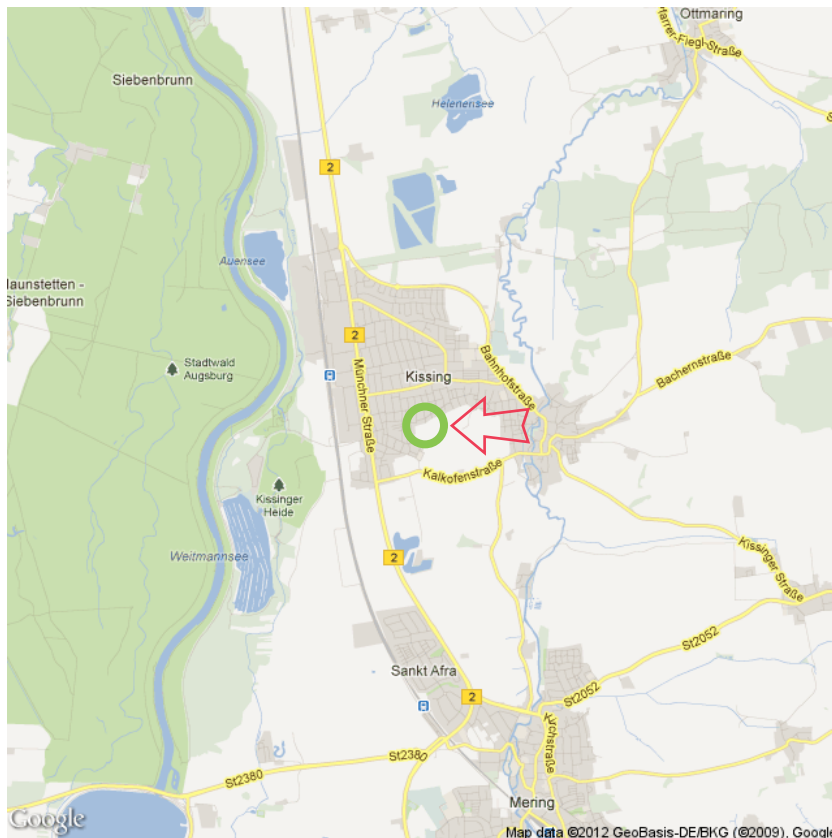 Ottmaring
Harrer-Fiegl-Straße
Siebenbrunn
Helenensee
2
Auensee
Haunstetten -
Siebenbrunn
2
Stadtwald
Augsburg
Münchner Straße
Kissing
Bahnhofstraße
Bachernstraße
Kalkofenstraße
Kissinger
Heide
Weitmannsee
2
Kissinger Straße
St2052
Sankt Afra
2
St2052
Kirchstraße
St2380
St2380
Mering
Google
Map data ©2012 GeoBasis-DE/BKG (©2009), Google